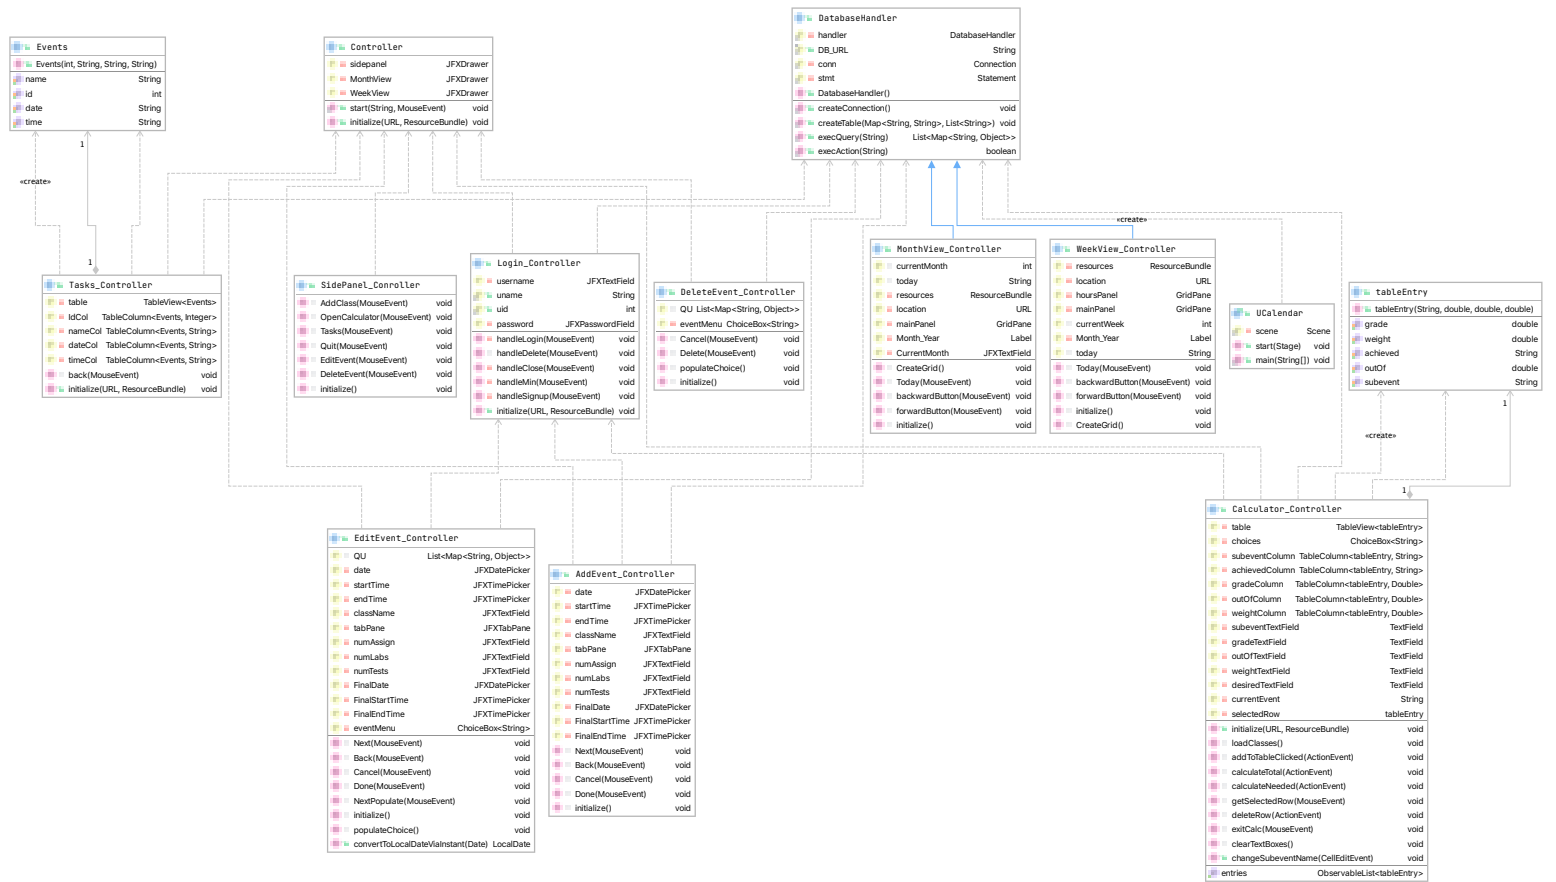 Events
Events(int, String, String, String)
name String
id int
date String
time String
Controller
sidepanel JFXDrawer
MonthView JFXDrawer
WeekView JFXDrawer
start(String, MouseEvent) void
initialize(URL, ResourceBundle) void
DatabaseHandler
handler DatabaseHandler
DB_URL String
conn Connection
stmt Statement
DatabaseHandler()
createConnection() void
createTable(Map<String, String>, List<String>) void
execQuery(String) List<Map<String, Object>>
execAction(String) boolean
1
«create»
1
«create»
Tasks_Controller
table TableView<Events>
IdCol TableColumn<Events, Integer>
nameCol TableColumn<Events, String>
dateCol TableColumn<Events, String>
timeCol TableColumn<Events, String>
back(MouseEvent) void
initialize(URL, ResourceBundle) void
SidePanel_Conroller
AddClass(MouseEvent) void
OpenCalculator(MouseEvent) void
Tasks(MouseEvent) void
Quit(MouseEvent) void
EditEvent(MouseEvent) void
DeleteEvent(MouseEvent) void
initialize() void
Login_Controller
username JFXTextField
uname String
uid int
password JFXPasswordField
handleLogin(MouseEvent) void
handleDelete(MouseEvent) void
handleClose(MouseEvent) void
handleMin(MouseEvent) void
handleSignup(MouseEvent) void
initialize(URL, ResourceBundle) void
DeleteEvent_Controller
QU List<Map<String, Object>>
eventMenu ChoiceBox<String>
Cancel(MouseEvent) void
Delete(MouseEvent) void
populateChoice() void
initialize() void
MonthView_Controller
currentMonth int
today String
resources ResourceBundle
location URL
mainPanel GridPane
Month_Year Label
CurrentMonth JFXTextField
CreateGrid() void
Today(MouseEvent) void
backwardButton(MouseEvent) void
forwardButton(MouseEvent) void
initialize() void
WeekView_Controller
resources ResourceBundle
location URL
hoursPanel GridPane
mainPanel GridPane
currentWeek int
Month_Year Label
today String
Today(MouseEvent) void
backwardButton(MouseEvent) void
forwardButton(MouseEvent) void
initialize() void
CreateGrid() void
UCalendar
scene Scene
start(Stage) void
main(String[]) void
tableEntry
tableEntry(String, double, double, double)
grade double
weight double
achieved String
outOf double
subevent String
1
«create»
1
EditEvent_Controller
QU List<Map<String, Object>>
date JFXDatePicker
startTime JFXTimePicker
endTime JFXTimePicker
className JFXTextField
tabPane JFXTabPane
numAssign JFXTextField
numLabs JFXTextField
numTests JFXTextField
FinalDate JFXDatePicker
FinalStartTime JFXTimePicker
FinalEndTime JFXTimePicker
eventMenu ChoiceBox<String>
Next(MouseEvent) void
Back(MouseEvent) void
Cancel(MouseEvent) void
Done(MouseEvent) void
NextPopulate(MouseEvent) void
initialize() void
populateChoice() void
convertToLocalDateViaInstant(Date) LocalDate
AddEvent_Controller
date JFXDatePicker
startTime JFXTimePicker
endTime JFXTimePicker
className JFXTextField
tabPane JFXTabPane
numAssign JFXTextField
numLabs JFXTextField
numTests JFXTextField
FinalDate JFXDatePicker
FinalStartTime JFXTimePicker
FinalEndTime JFXTimePicker
Next(MouseEvent) void
Back(MouseEvent) void
Cancel(MouseEvent) void
Done(MouseEvent) void
initialize() void
Calculator_Controller
table TableView<tableEntry>
choices ChoiceBox<String>
subeventColumn TableColumn<tableEntry, String>
achievedColumn TableColumn<tableEntry, String>
gradeColumn TableColumn<tableEntry, Double>
outOfColumn TableColumn<tableEntry, Double>
weightColumn TableColumn<tableEntry, Double>
subeventTextField TextField
gradeTextField TextField
outOfTextField TextField
weightTextField TextField
desiredTextField TextField
currentEvent String
selectedRow tableEntry
initialize(URL, ResourceBundle) void
loadClasses() void
addToTableClicked(ActionEvent) void
calculateTotal(ActionEvent) void
calculateNeeded(ActionEvent) void
getSelectedRow(MouseEvent) void
deleteRow(ActionEvent) void
exitCalc(MouseEvent) void
clearTextBoxes() void
changeSubeventName(CellEditEvent) void
entries ObservableList<tableEntry>